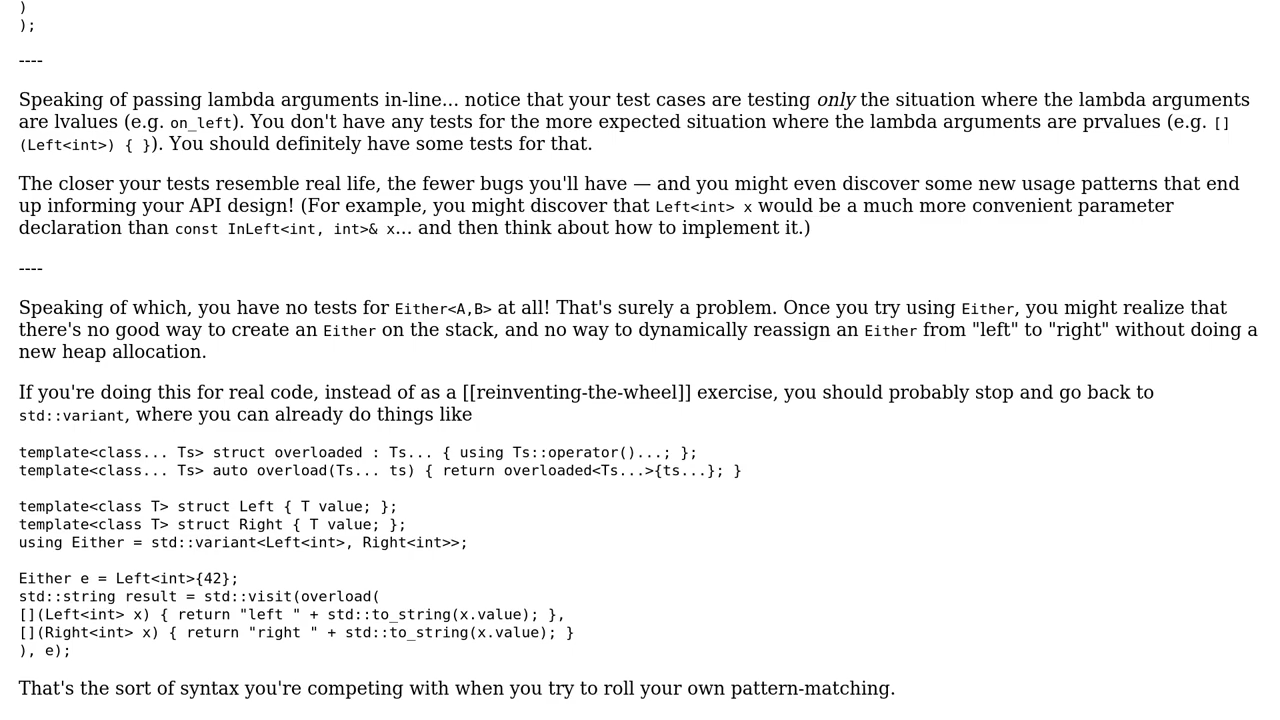 )
);
----
Speaking of passing lambda arguments in-line... notice that your test cases are testing only the situation where the lambda arguments
are lvalues (e.g. on_left). You don't have any tests for the more expected situation where the lambda arguments are prvalues (e.g. []
(Left<int>) { }). You should definitely have some tests for that.
The closer your tests resemble real life, the fewer bugs you'll have — and you might even discover some new usage patterns that end
up informing your API design! (For example, you might discover that Left<int> x would be a much more convenient parameter
declaration than const InLeft<int, int>& x... and then think about how to implement it.)
----
Speaking of which, you have no tests for Either<A,B> at all! That's surely a problem. Once you try using Either, you might realize that
there's no good way to create an Either on the stack, and no way to dynamically reassign an Either from "left" to "right" without doing a
new heap allocation.
If you're doing this for real code, instead of as a [[reinventing-the-wheel]] exercise, you should probably stop and go back to
std::variant, where you can already do things like
template<class... Ts> struct overloaded : Ts... { using Ts::operator()...; };
template<class... Ts> auto overload(Ts... ts) { return overloaded<Ts...>{ts...}; }
template<class T> struct Left { T value; };
template<class T> struct Right { T value; };
using Either = std::variant<Left<int>, Right<int>>;
Either e = Left<int>{42};
std::string result = std::visit(overload(
[](Left<int> x) { return "left " + std::to_string(x.value); },
[](Right<int> x) { return "right " + std::to_string(x.value); }
), e);
That's the sort of syntax you're competing with when you try to roll your own pattern-matching.